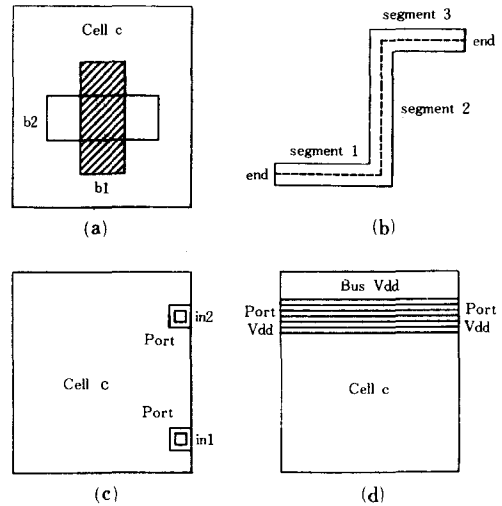 Cell c
b2
b1
(a)
segment 3
end
segment 2
segment 1
end
(b)
in2
Port
Cell c
Port
in1
(c)
Bus Vdd
Port
Port
Vdd
Vdd
Cell c
(d)